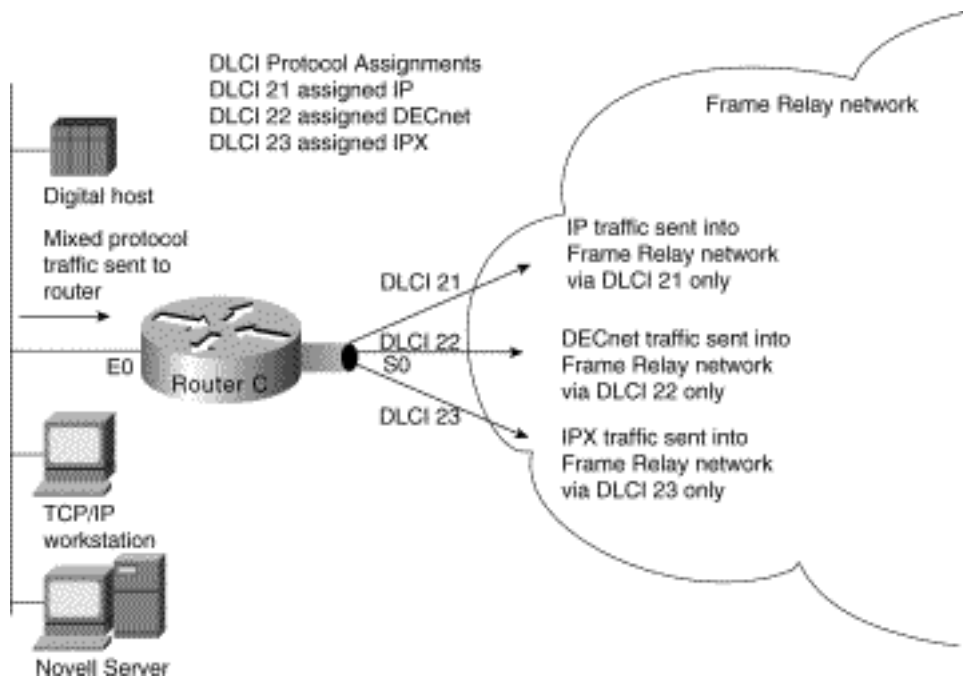 DLCI Protocol Assignments
DLCI 21 assigned IP
DLCI 22 assigned DECnet
DLCI 23 assigned IPX
Frame Relay network
Digital host
Mixed protocol
traffic sent to
router
E0
Router C
S0
DLCI 21
DLCI 22
DLCI 23
IP traffic sent into
Frame Relay network
via DLCI 21 only
DECnet traffic sent into
Frame Relay network
via DLCI 22 only
IPX traffic sent into
Frame Relay network
via DLCI 23 only
TCP/IP
workstation
Novell Server